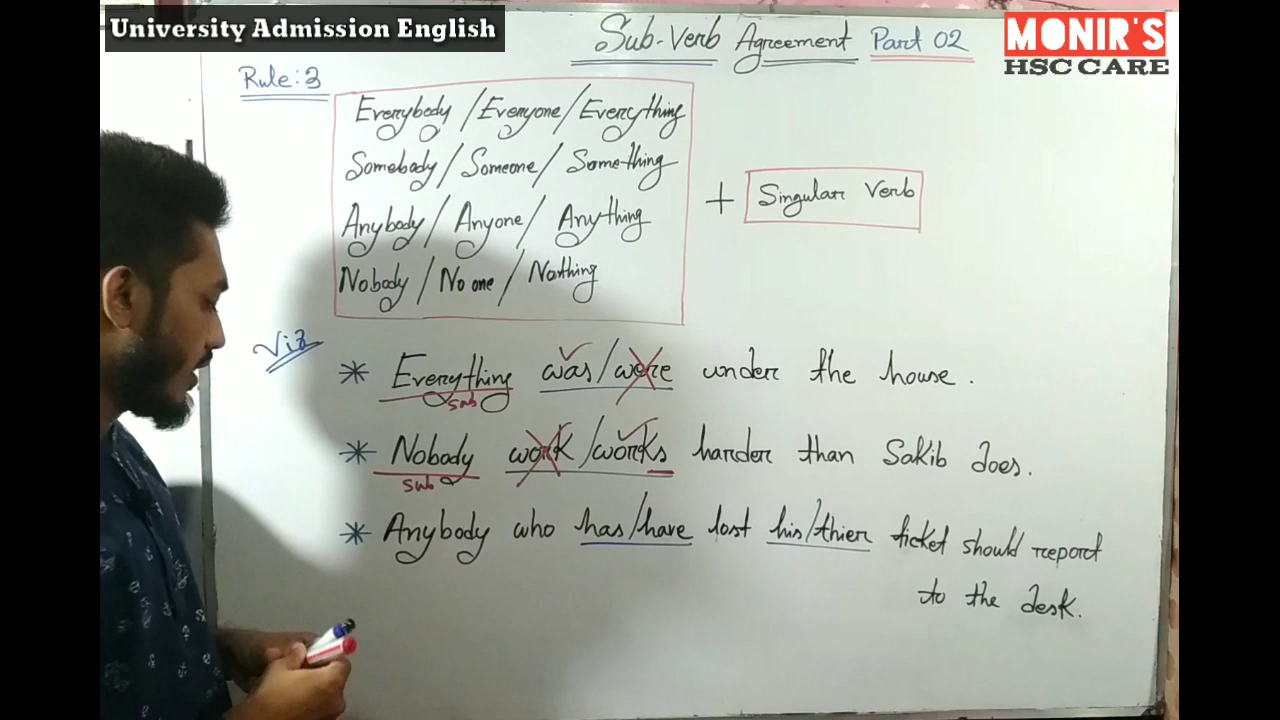 University Admission English
Sub-Verb Agreement Part 02
MONIR'S
HSC CARE
Rule: 3
Everybody / Everyone / Everything
Somebody / Someone / Something
Anybody / Anyone / Anything
Nobody / No one / Nothing
+ Singular Verb
Viz
* Everything was/were under the house.
sub
* Nobody work/works harder than Sakib does.
sub
* Anybody who has/have lost his/thier ticket should report
to the desk.